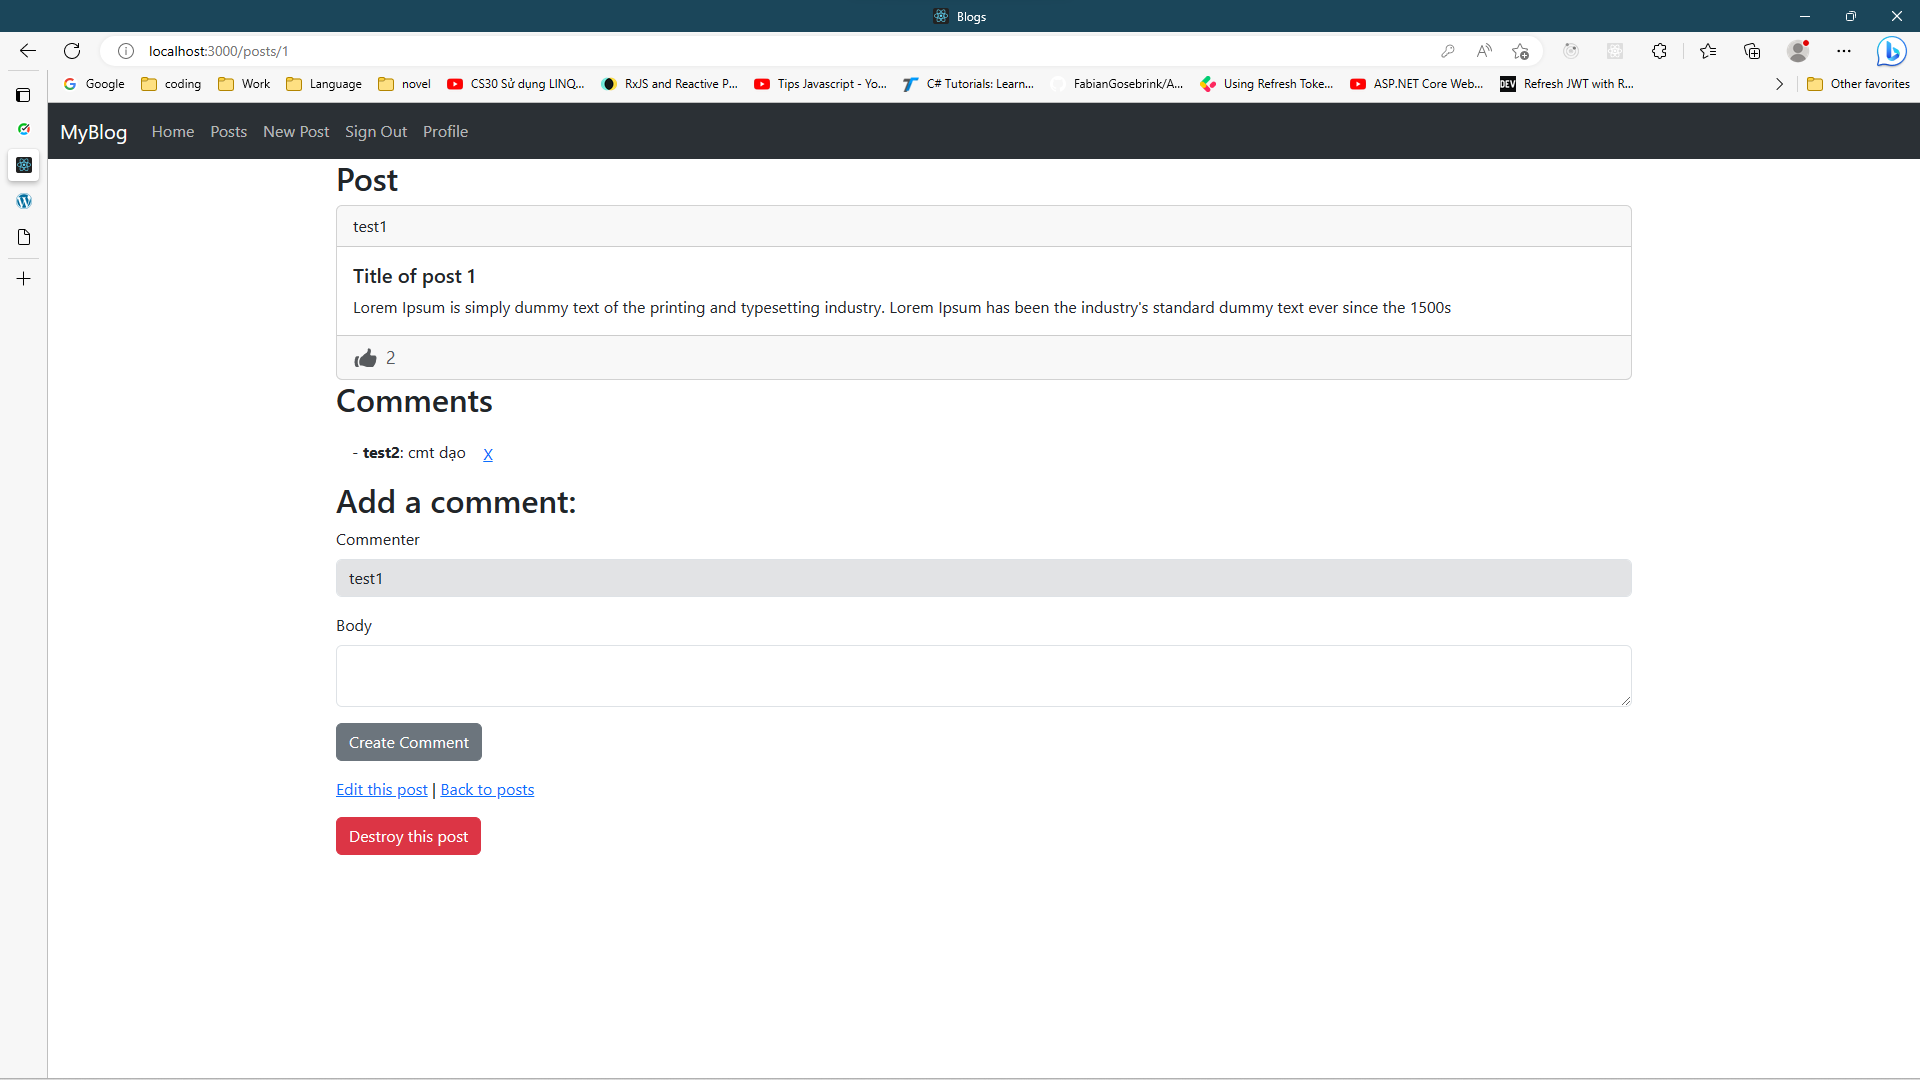 Blogs
localhost:3000/posts/1
Google coding Work Language novel CS30 Sử dụng LINQ... RxJS and Reactive P... Tips Javascript - Yo... C# Tutorials: Learn... FabianGosebrink/A... Using Refresh Toke... ASP.NET Core Web... DEV Refresh JWT with R... Other favorites
MyBlog Home Posts New Post Sign Out Profile
Post
test1
Title of post 1
Lorem Ipsum is simply dummy text of the printing and typesetting industry. Lorem Ipsum has been the industry's standard dummy text ever since the 1500s
2
Comments
- test2: cmt dạo X
Add a comment:
Commenter
test1
Body
Create Comment
Edit this post | Back to posts
Destroy this post